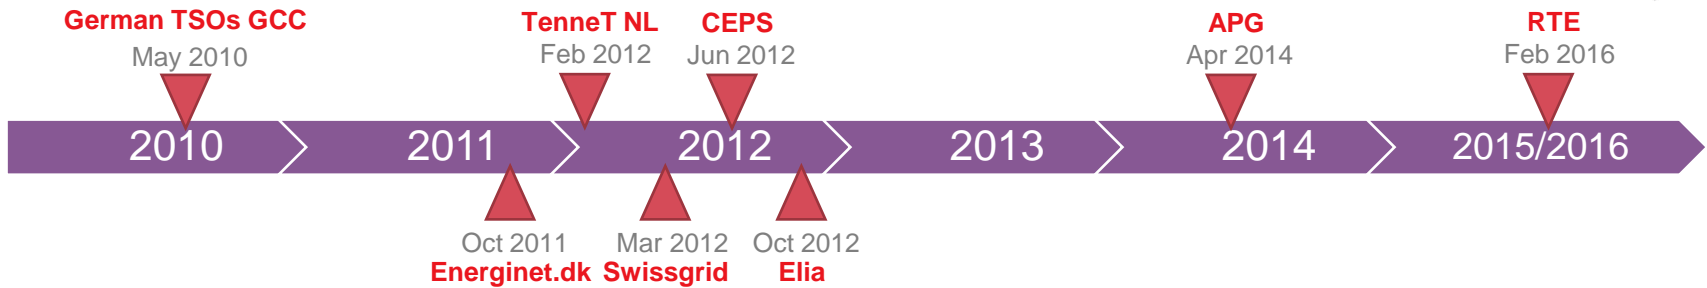 German TSOs GCC
May 2010
TenneT NL
Feb 2012
CEPS
Jun 2012
APG
Apr 2014
RTE
Feb 2016
2010
2011
2012
2013
2014
2015/2016
Oct 2011
Energinet.dk
Mar 2012
Swissgrid
Oct 2012
Elia